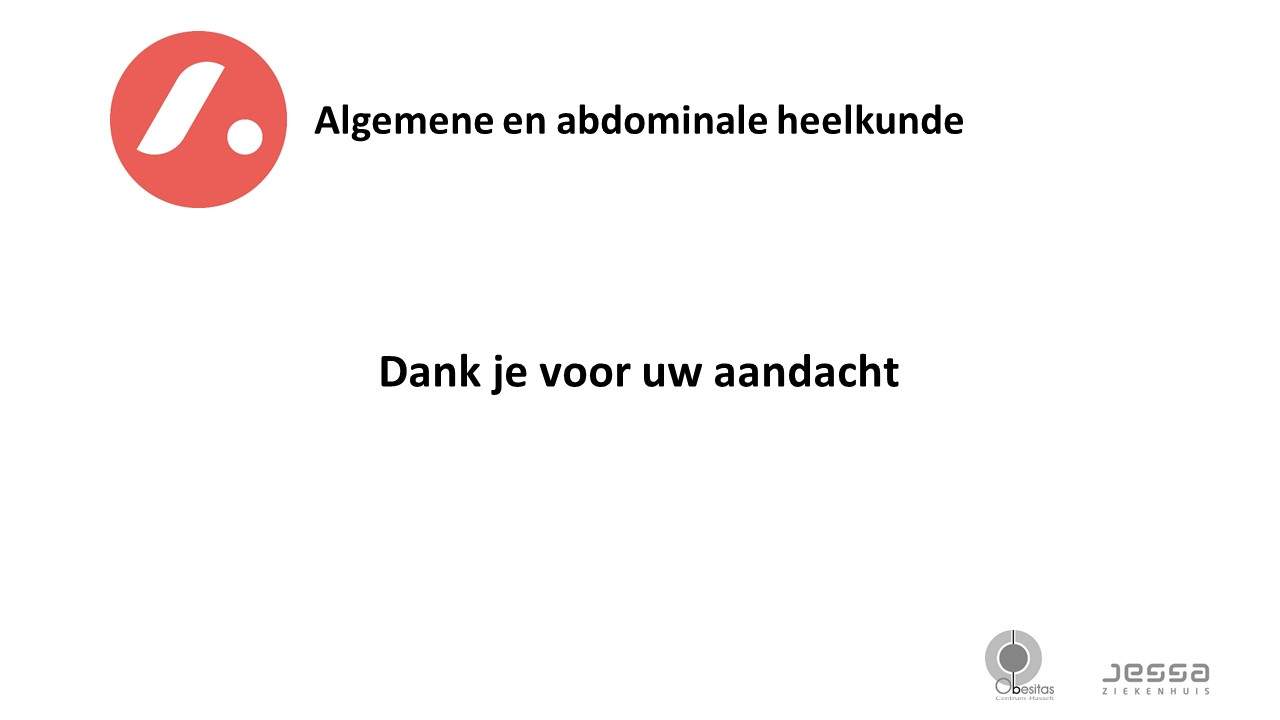 Algemene en abdominale heelkunde
Dank je voor uw aandacht
Obesitas
Centrum Hasselt
Jessa
ZIEKENHUIS